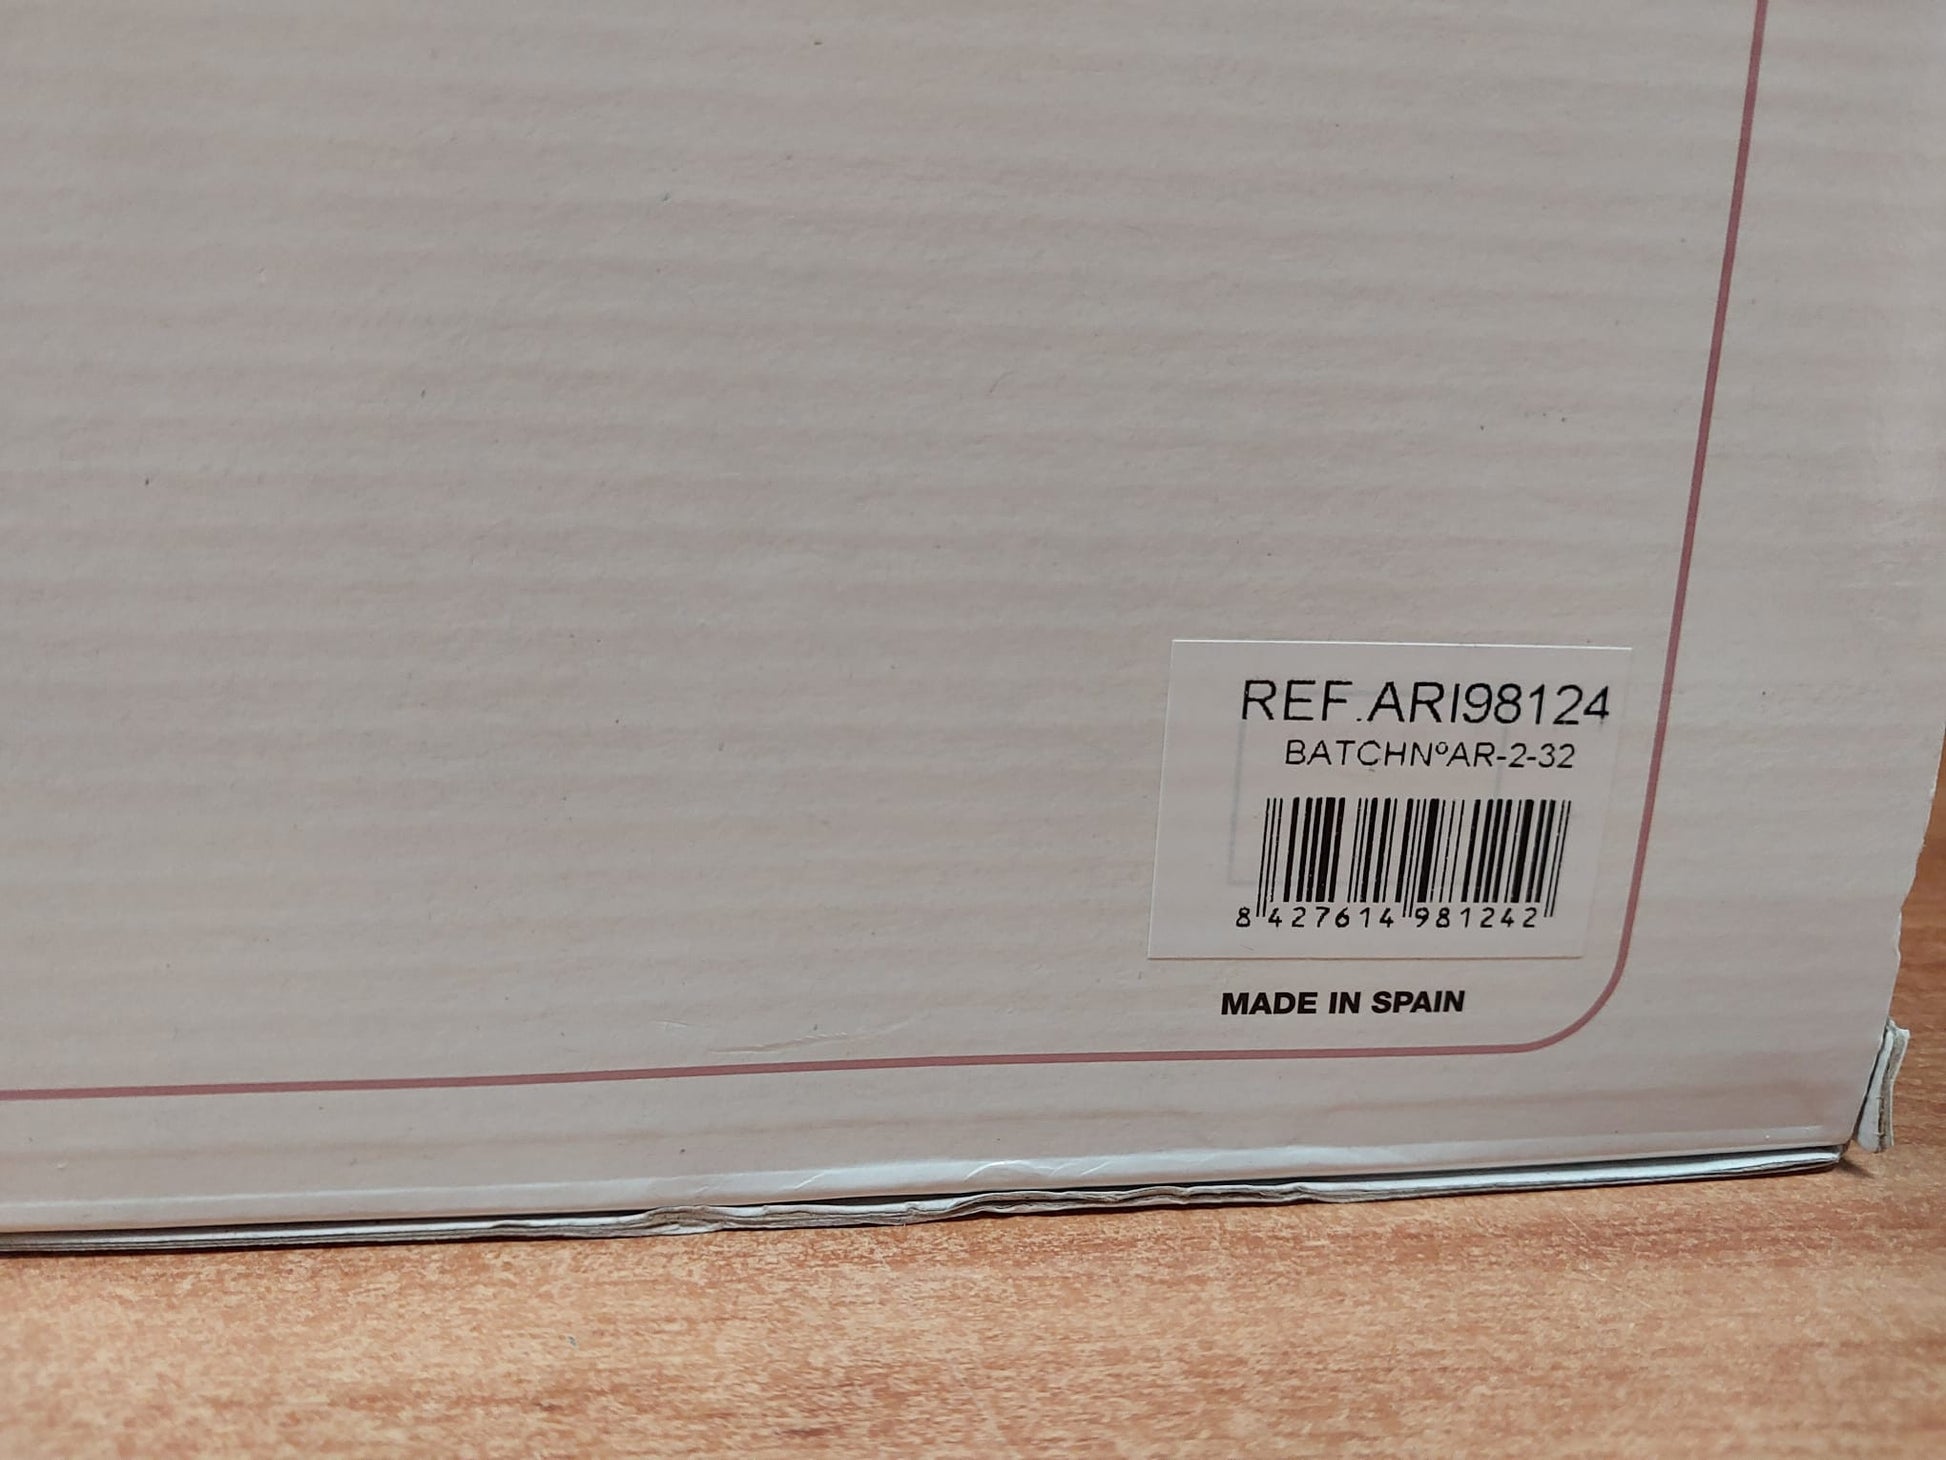 REF.ARI98124
BATCHNºAR-2-32
8 427614 981242
MADE IN SPAIN